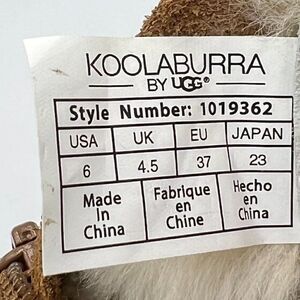 KOOLABURRA
BY UGG®
Style Number: 1019362
USA UK EU JAPAN
6 4.5 37 23
Made Fabrique Hecho
In en en
China Chine China